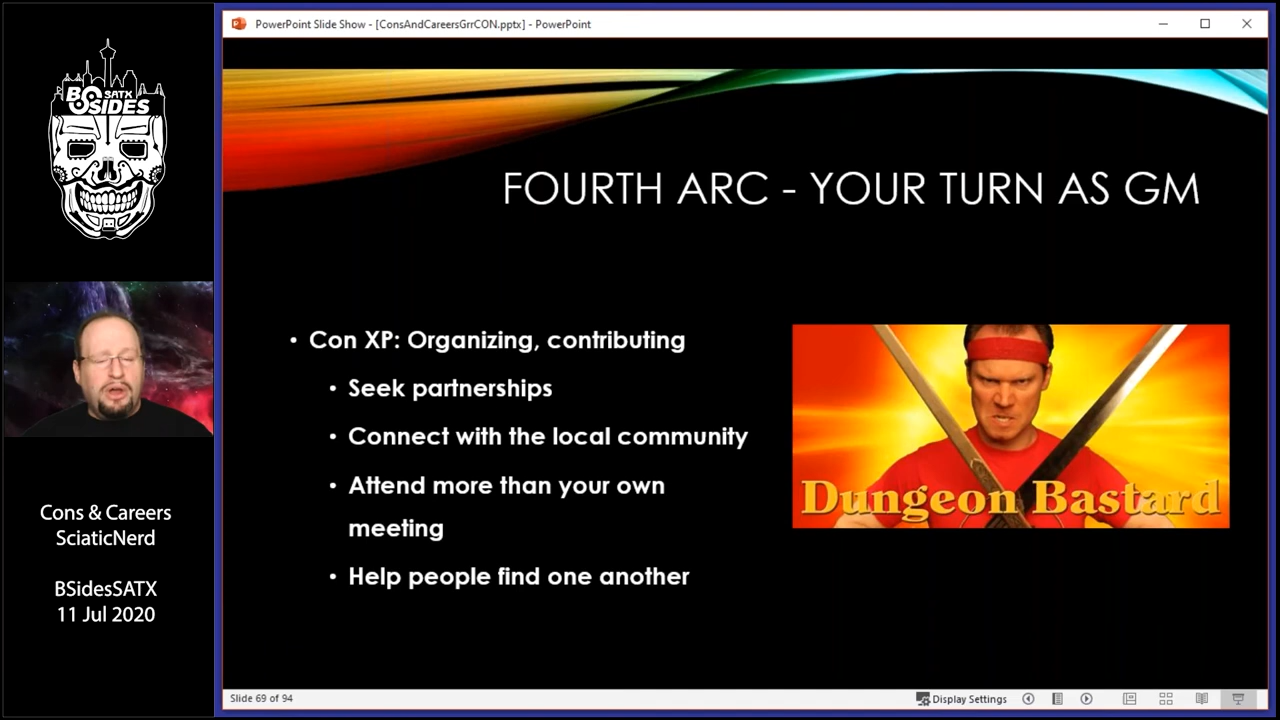 PowerPoint Slide Show - [ConsAndCareersGrrCON.pptx] - PowerPoint
BSIDES
SATX
FOURTH ARC - YOUR TURN AS GM
• Con XP: Organizing, contributing
• Seek partnerships
• Connect with the local community
• Attend more than your own
meeting
• Help people find one another
Dungeon Bastard
Cons & Careers
SciaticNerd
BSidesSATX
11 Jul 2020
Slide 69 of 94
Display Settings